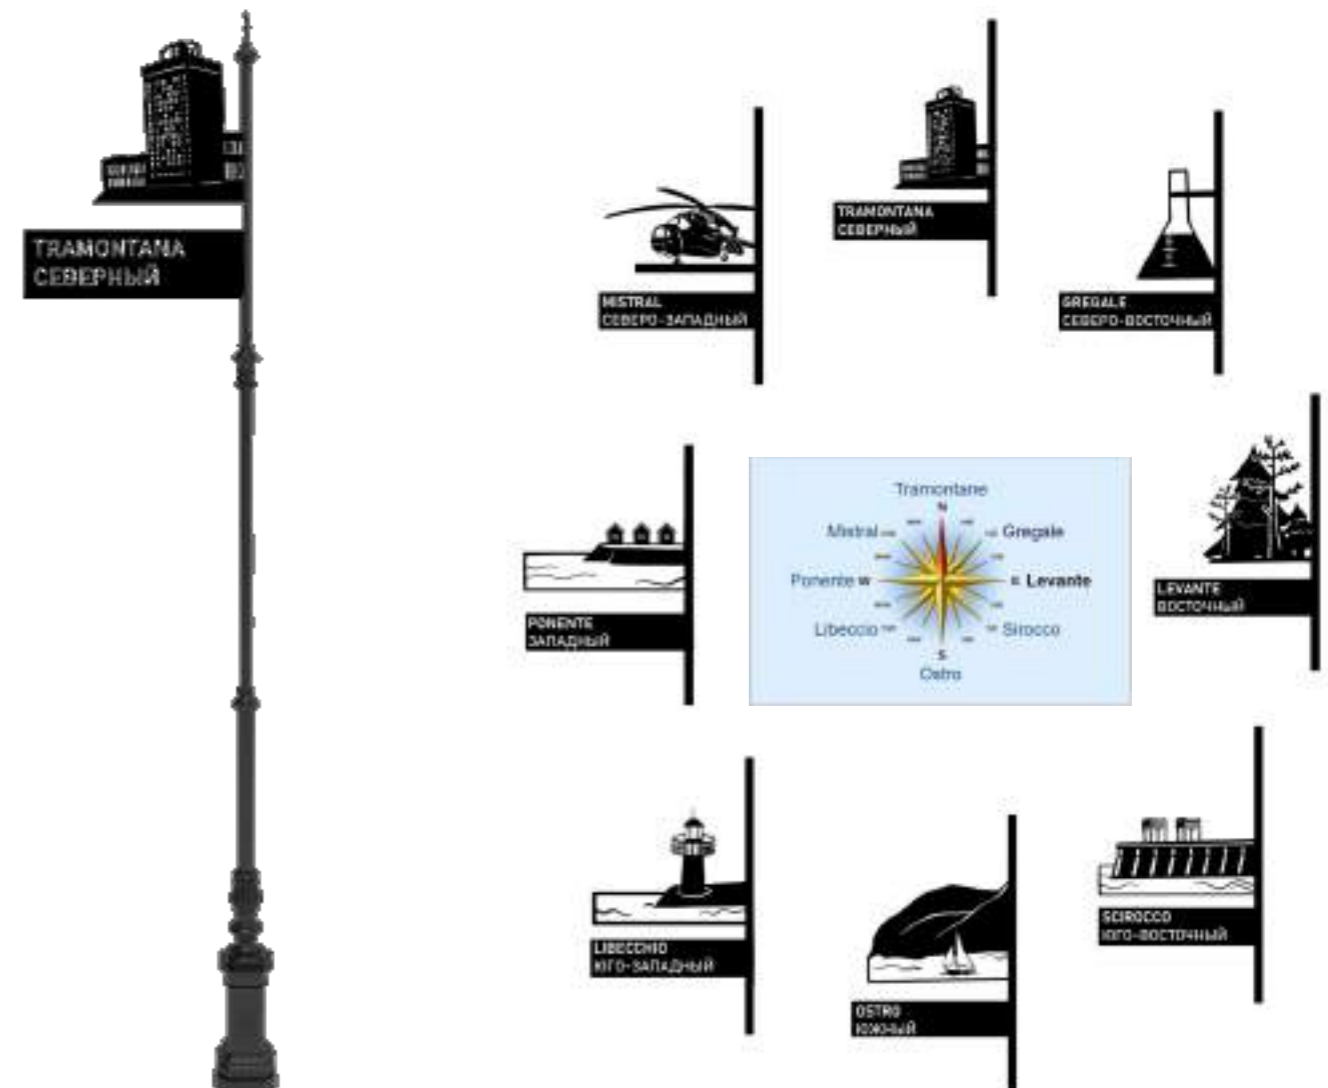 TRAMONTANA
СЕВЕРНЫЙ
TRAMONTANA
СЕВЕРНЫЙ
MISTRAL
СЕВЕРО-ЗАПАДНЫЙ
GREGALE
СЕВЕРО-ВОСТОЧНЫЙ
LEVANTE
ВОСТОЧНЫЙ
PONENTE
ЗАПАДНЫЙ
Tramontane
N
Mistral
Gregale
Ponente W
E Levante
Libeccio
Sirocco
S
Ostro
LIBECCHIO
ЮГО-ЗАПАДНЫЙ
OSTRO
ЮЖНЫЙ
SCIROCCO
ЮГО-ВОСТОЧНЫЙ